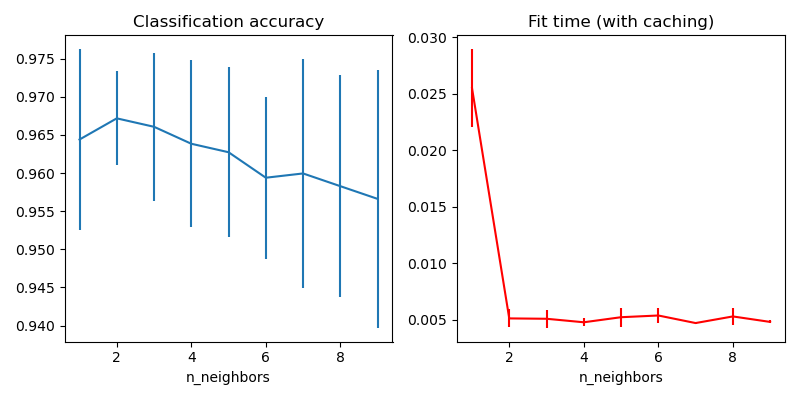 Classification accuracy
0.975
0.970
0.965
0.960
0.955
0.950
0.945
0.940
2 4 6 8
n_neighbors
Fit time (with caching)
0.030
0.025
0.020
0.015
0.010
0.005
2 4 6 8
n_neighbors